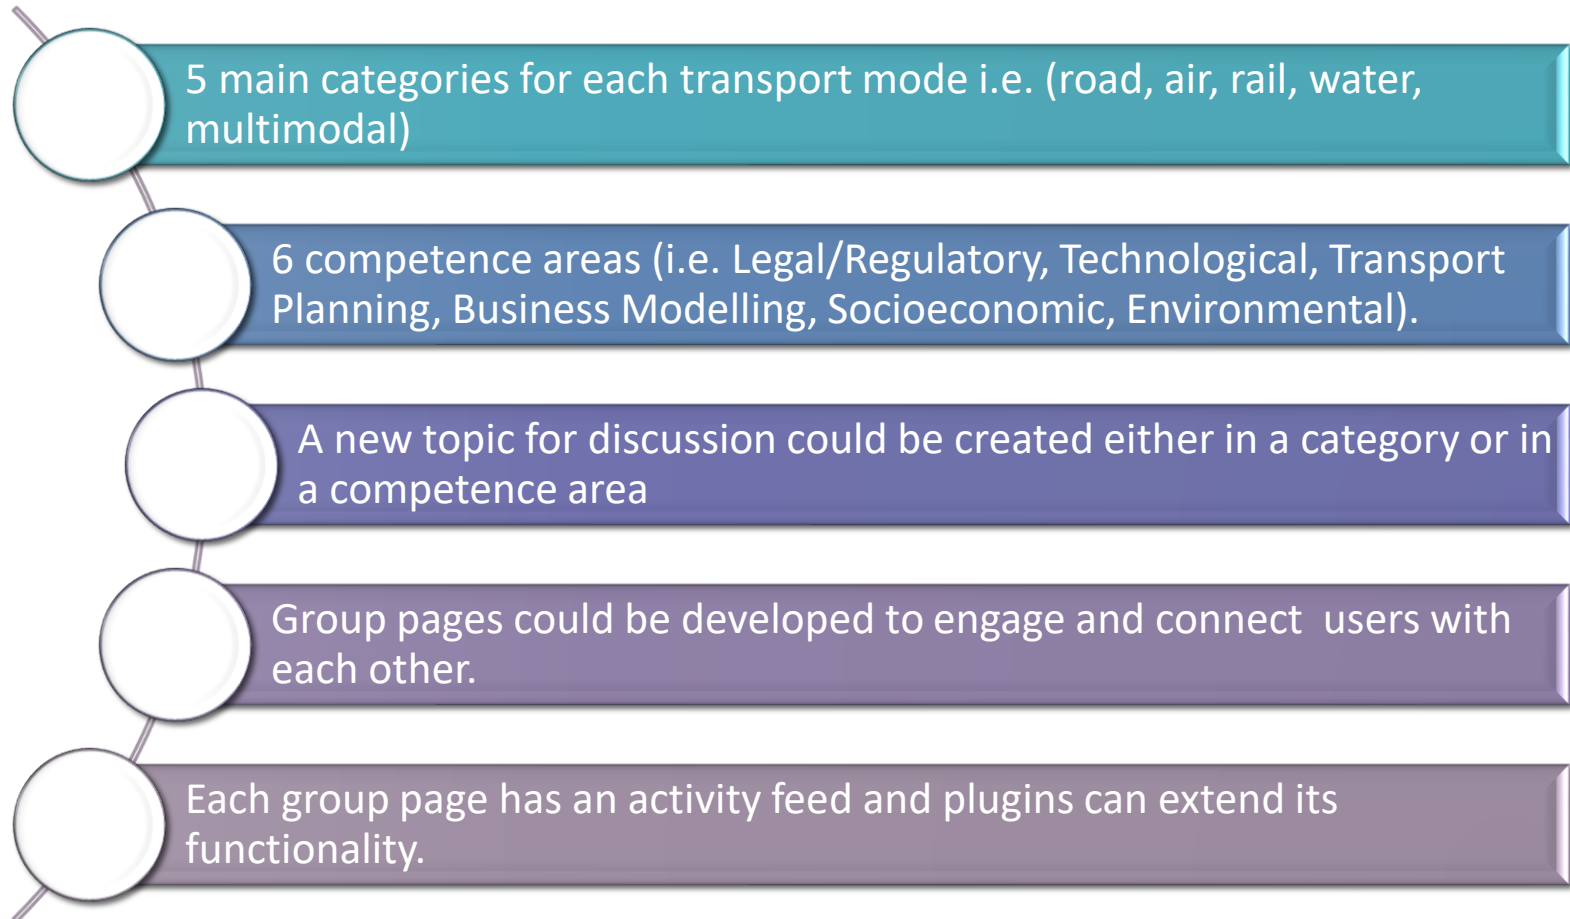 5 main categories for each transport mode i.e. (road, air, rail, water,
multimodal)
6 competence areas (i.e. Legal/Regulatory, Technological, Transport
Planning, Business Modelling, Socioeconomic, Environmental).
A new topic for discussion could be created either in a category or in
a competence area
Group pages could be developed to engage and connect  users with
each other.
Each group page has an activity feed and plugins can extend its
functionality.